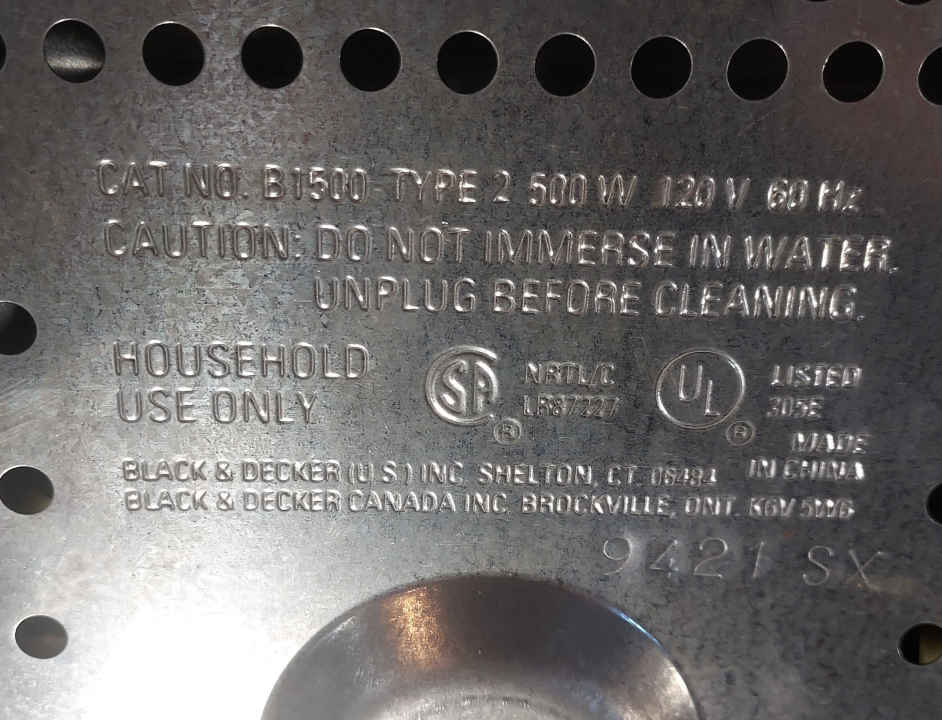 CAT NO. B1500 TYPE 2 500 W 120 V 60 Hz
CAUTION: DO NOT IMMERSE IN WATER.
UNPLUG BEFORE CLEANING.
HOUSEHOLD
USE ONLY
SA
®
NRTL/C
LR87227
UL
®
LISTED
305E
MADE
IN CHINA
BLACK & DECKER (U.S.) INC. SHELTON, CT. 06484
BLACK & DECKER CANADA INC. BROCKVILLE, ONT. K6V 5W6
9421 SX